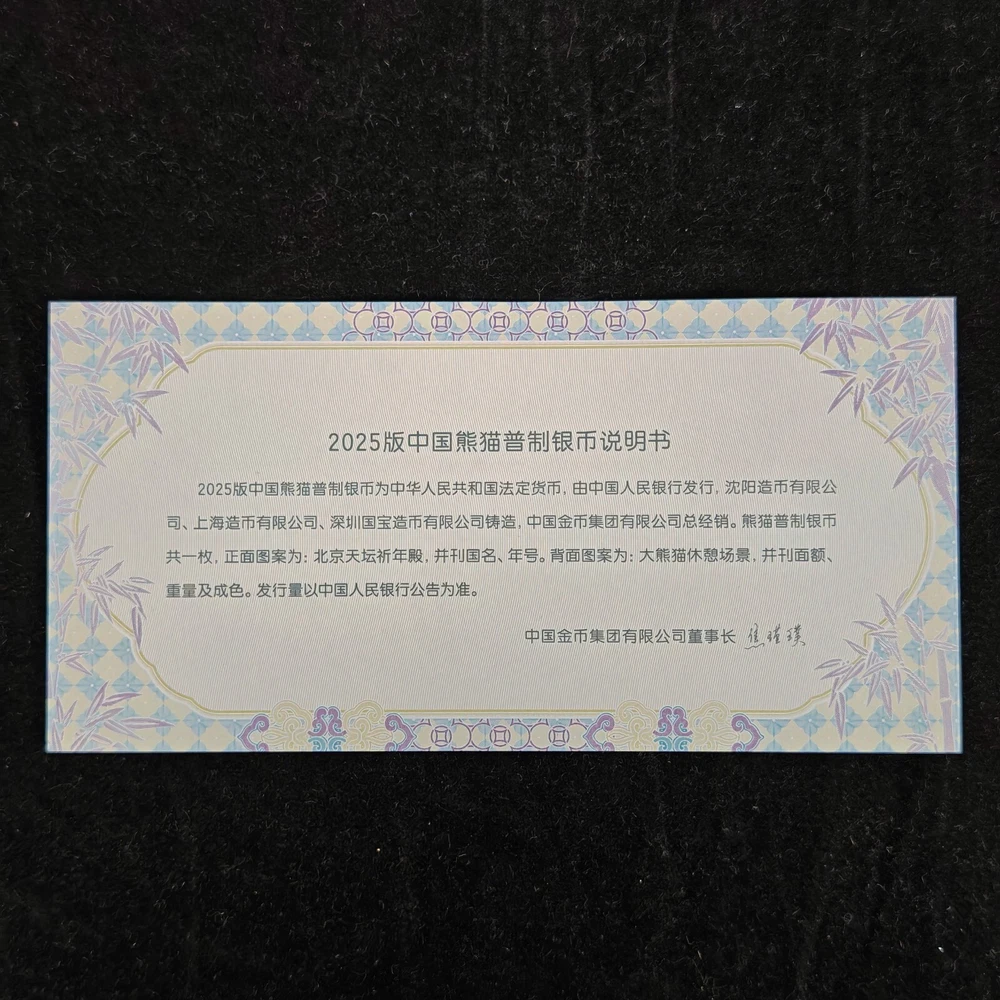 2025版中国熊猫普制银币说明书
2025版中国熊猫普制银币为中华人民共和国法定货币，由中国人民银行发行，沈阳造币有限公
司、上海造币有限公司、深圳国宝造币有限公司铸造，中国金币集团有限公司总经销。熊猫普制银币
共一枚，正面图案为：北京天坛祈年殿，并刊国名、年号。背面图案为：大熊猫休憩场景，并刊面额、
重量及成色。发行量以中国人民银行公告为准。
中国金币集团有限公司董事长 焦瑾璞